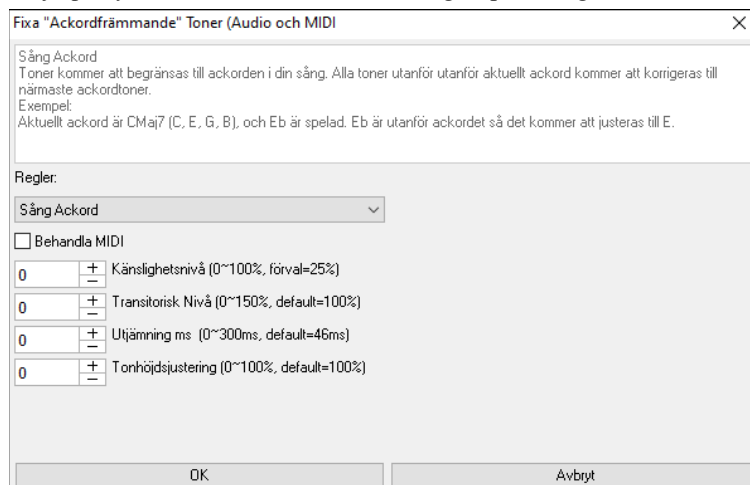 Fixa "Ackordfrämmande" Toner (Audio och MIDI
Sång Ackord
Toner kommer att begränsas till ackorden i din sång. Alla toner utanför utanför aktuellt ackord kommer att korrigeras till
närmaste ackordtoner.
Exempel:
Aktuellt ackord är CMaj7 (C, E, G, B), och Eb är spelad. Eb är utanför ackordet så det kommer att justeras till E.
Regler:
Sång Ackord
Behandla MIDI
0 Känslighetsnivå (0~100%, förval=25%)
0 Transitorisk Nivå (0~150%, default=100%)
0 Utjämning ms (0~300ms, default=46ms)
0 Tonhöjdsjustering (0~100%, default=100%)
OK Avbryt